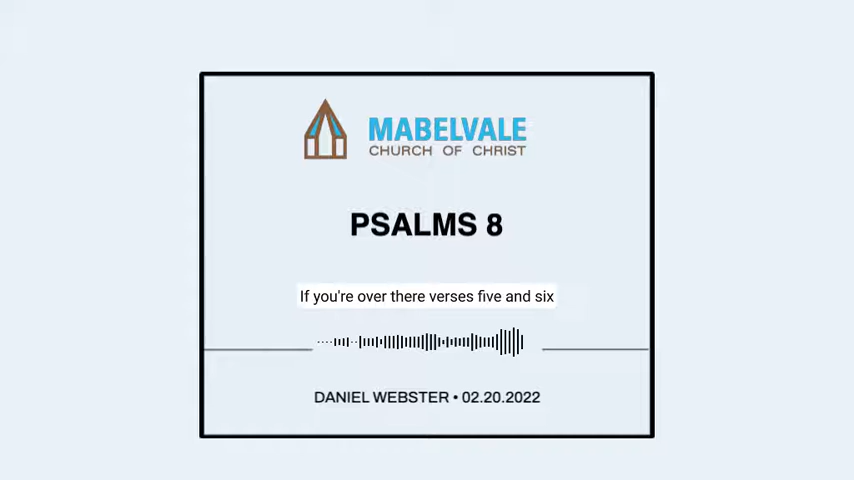 MABELVALE
CHURCH OF CHRIST
PSALMS 8
If you're over there verses five and six
DANIEL WEBSTER • 02.20.2022